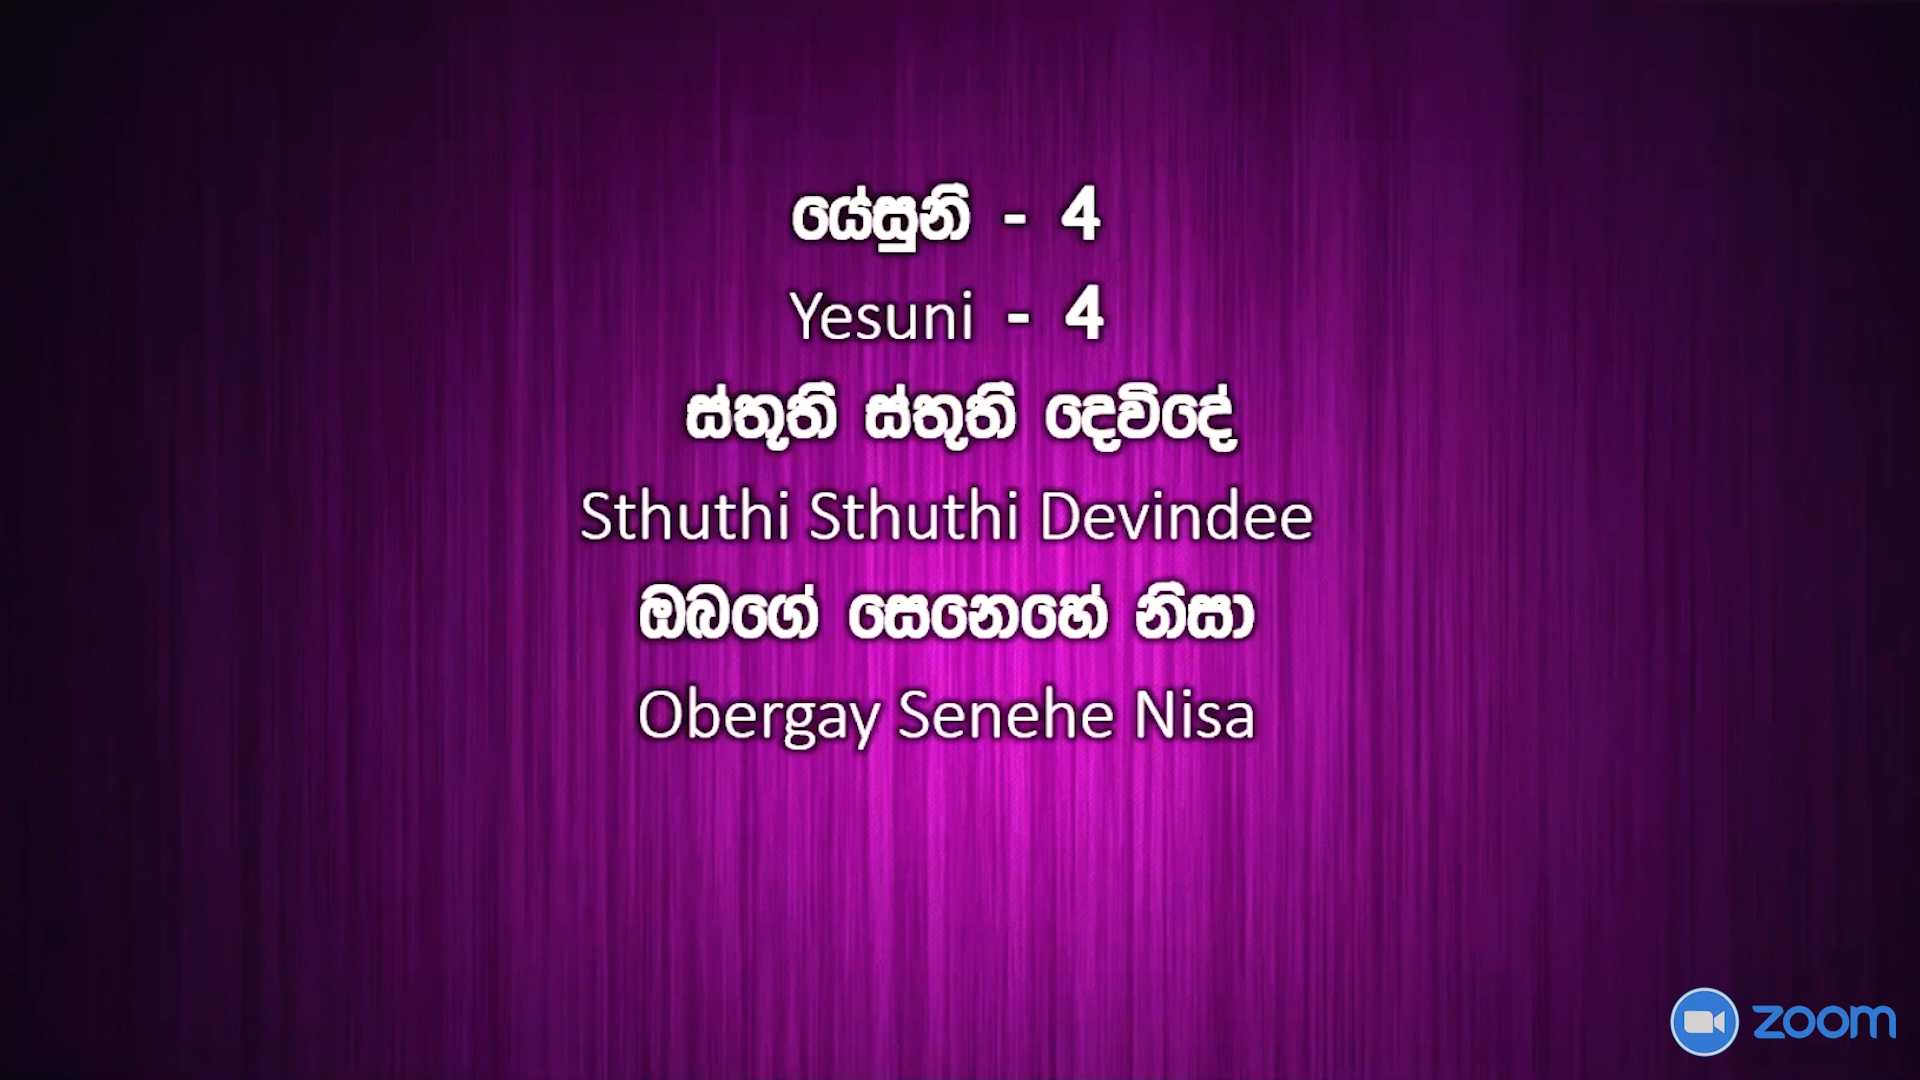 යේසුනි - 4
Yesuni - 4
ස්තුති ස්තුති දෙවිඳේ
Sthuthi Sthuthi Devindee
ඔබගේ සෙනෙහේ නිසා
Obergay Senehe Nisa
zoom